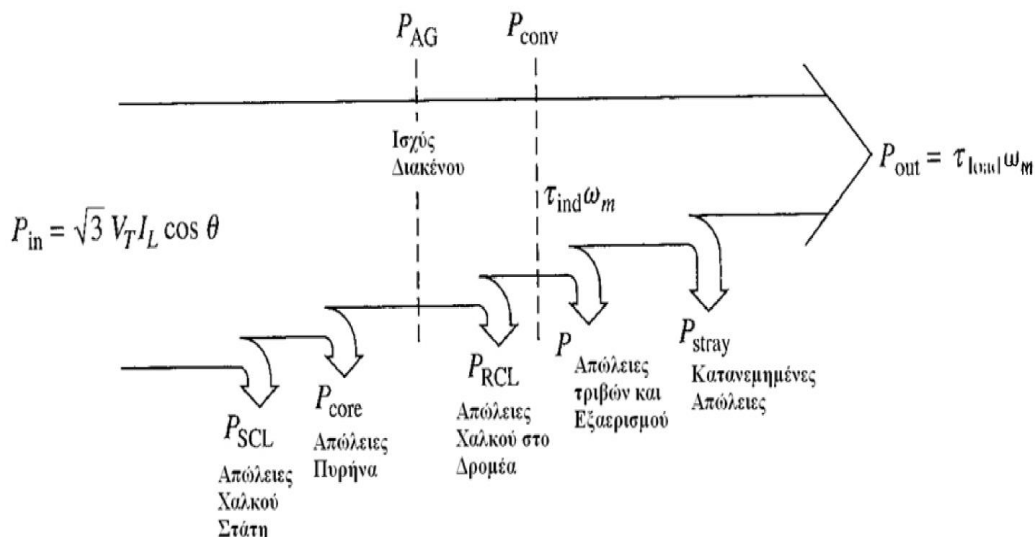 P_AG
P_conv
Ισχύς
Διακένου
P_out = τ_load ω_m
τ_ind ω_m
P_in = √3 V_T I_L cos θ
P_SCL
Απώλειες
Χαλκού
Στάτη
P_core
Απώλειες
Πυρήνα
P_RCL
Απώλειες
Χαλκού στο
Δρομέα
P
Απώλειες
τριβών και
Εξαερισμού
P_stray
Κατανεμημένες
Απώλειες